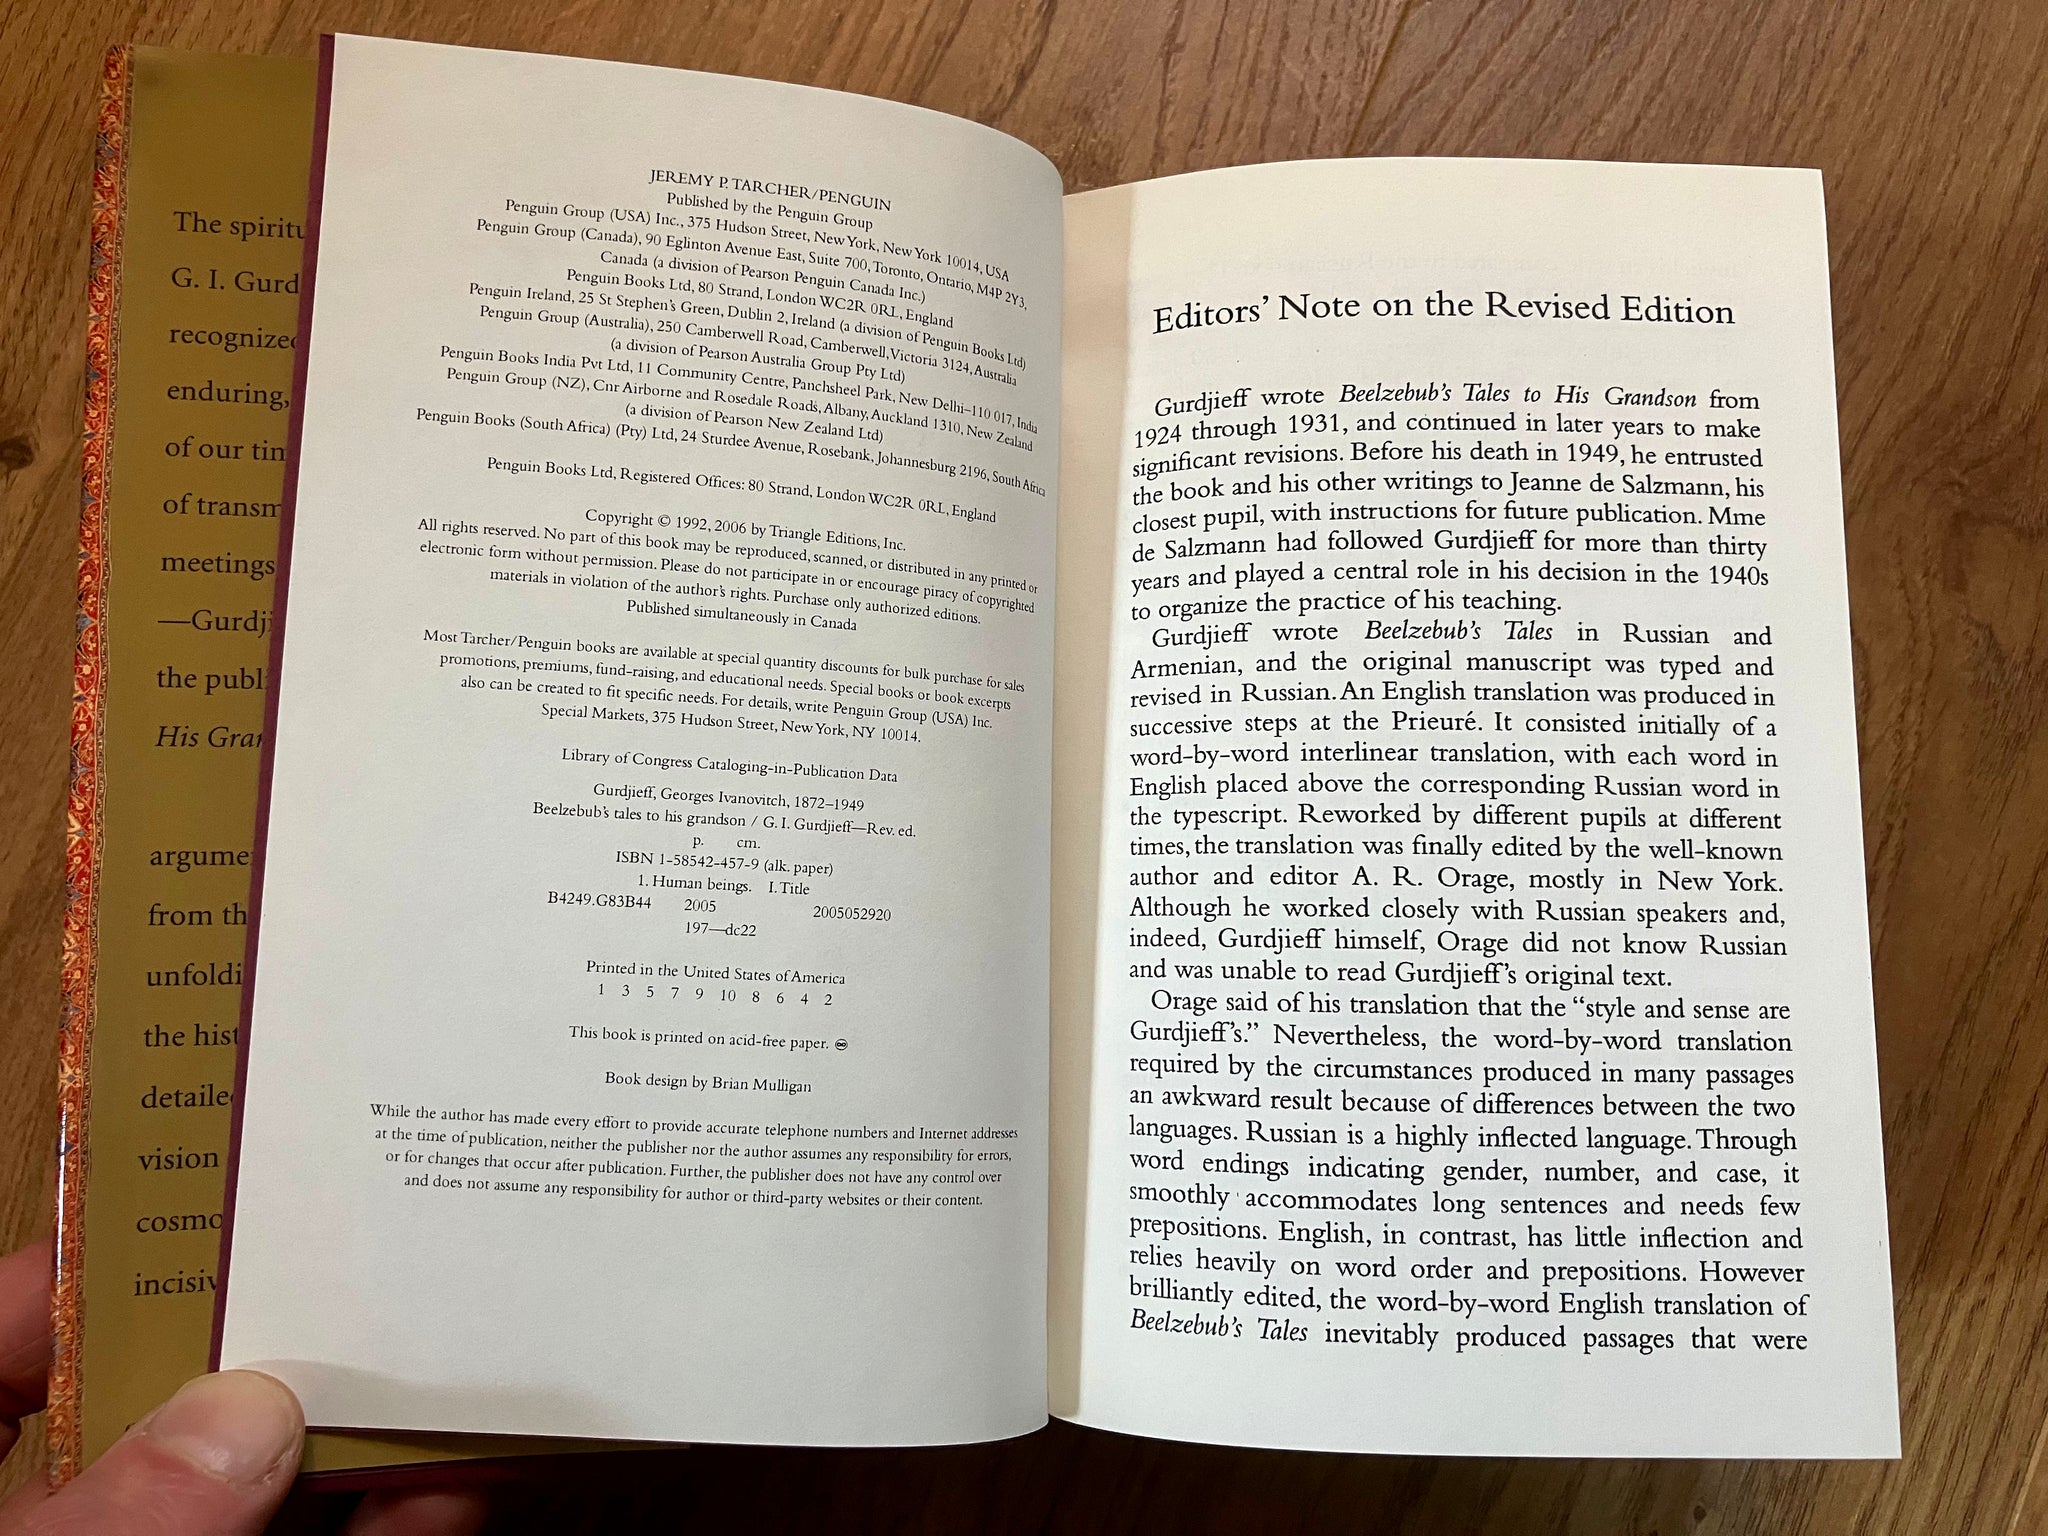 The spiritu
G. I. Gurd
recognized
enduring,
of our tim
of transm
meetings
—Gurdji
the publ
His Gran
argume
from th
unfoldi
the hist
detailed
vision
cosmo
incisiv
JEREMY P. TARCHER/PENGUIN
Published by the Penguin Group
Penguin Group (USA) Inc., 375 Hudson Street, New York, New York 10014, USA
Penguin Group (Canada), 90 Eglinton Avenue East, Suite 700, Toronto, Ontario, M4P 2Y3,
Canada (a division of Pearson Penguin Canada Inc.)
Penguin Books Ltd, 80 Strand, London WC2R 0RL, England
Penguin Ireland, 25 St Stephen's Green, Dublin 2, Ireland (a division of Penguin Books Ltd)
Penguin Group (Australia), 250 Camberwell Road, Camberwell, Victoria 3124, Australia
(a division of Pearson Australia Group Pty Ltd)
Penguin Books India Pvt Ltd, 11 Community Centre, Panchsheel Park, New Delhi–110 017, India
Penguin Group (NZ), Cnr Airborne and Rosedale Roads, Albany, Auckland 1310, New Zealand
(a division of Pearson New Zealand Ltd)
Penguin Books (South Africa) (Pty) Ltd, 24 Sturdee Avenue, Rosebank, Johannesburg 2196, South Africa
Penguin Books Ltd, Registered Offices: 80 Strand, London WC2R 0RL, England
Copyright © 1992, 2006 by Triangle Editions, Inc.
All rights reserved. No part of this book may be reproduced, scanned, or distributed in any printed or
electronic form without permission. Please do not participate in or encourage piracy of copyrighted
materials in violation of the author's rights. Purchase only authorized editions.
Published simultaneously in Canada
Most Tarcher/Penguin books are available at special quantity discounts for bulk purchase for sales
promotions, premiums, fund-raising, and educational needs. Special books or book excerpts
also can be created to fit specific needs. For details, write Penguin Group (USA) Inc.
Special Markets, 375 Hudson Street, New York, NY 10014.
Library of Congress Cataloging-in-Publication Data
Gurdjieff, Georges Ivanovitch, 1872–1949
Beelzebub's tales to his grandson / G. I. Gurdjieff—Rev. ed.
p. cm.
ISBN 1-58542-457-9 (alk. paper)
1. Human beings. I. Title
B4249.G83B44 2005 2005052920
197—dc22
Printed in the United States of America
1 3 5 7 9 10 8 6 4 2
This book is printed on acid-free paper. ♾
Book design by Brian Mulligan
While the author has made every effort to provide accurate telephone numbers and Internet addresses
at the time of publication, neither the publisher nor the author assumes any responsibility for errors,
or for changes that occur after publication. Further, the publisher does not have any control over
and does not assume any responsibility for author or third-party websites or their content.
Editors' Note on the Revised Edition
Gurdjieff wrote Beelzebub's Tales to His Grandson from
1924 through 1931, and continued in later years to make
significant revisions. Before his death in 1949, he entrusted
the book and his other writings to Jeanne de Salzmann, his
closest pupil, with instructions for future publication. Mme
de Salzmann had followed Gurdjieff for more than thirty
years and played a central role in his decision in the 1940s
to organize the practice of his teaching.
Gurdjieff wrote Beelzebub's Tales in Russian and
Armenian, and the original manuscript was typed and
revised in Russian. An English translation was produced in
successive steps at the Prieuré. It consisted initially of a
word-by-word interlinear translation, with each word in
English placed above the corresponding Russian word in
the typescript. Reworked by different pupils at different
times, the translation was finally edited by the well-known
author and editor A. R. Orage, mostly in New York.
Although he worked closely with Russian speakers and,
indeed, Gurdjieff himself, Orage did not know Russian
and was unable to read Gurdjieff's original text.
Orage said of his translation that the “style and sense are
Gurdjieff's.” Nevertheless, the word-by-word translation
required by the circumstances produced in many passages
an awkward result because of differences between the two
languages. Russian is a highly inflected language. Through
word endings indicating gender, number, and case, it
smoothly accommodates long sentences and needs few
prepositions. English, in contrast, has little inflection and
relies heavily on word order and prepositions. However
brilliantly edited, the word-by-word English translation of
Beelzebub's Tales inevitably produced passages that were